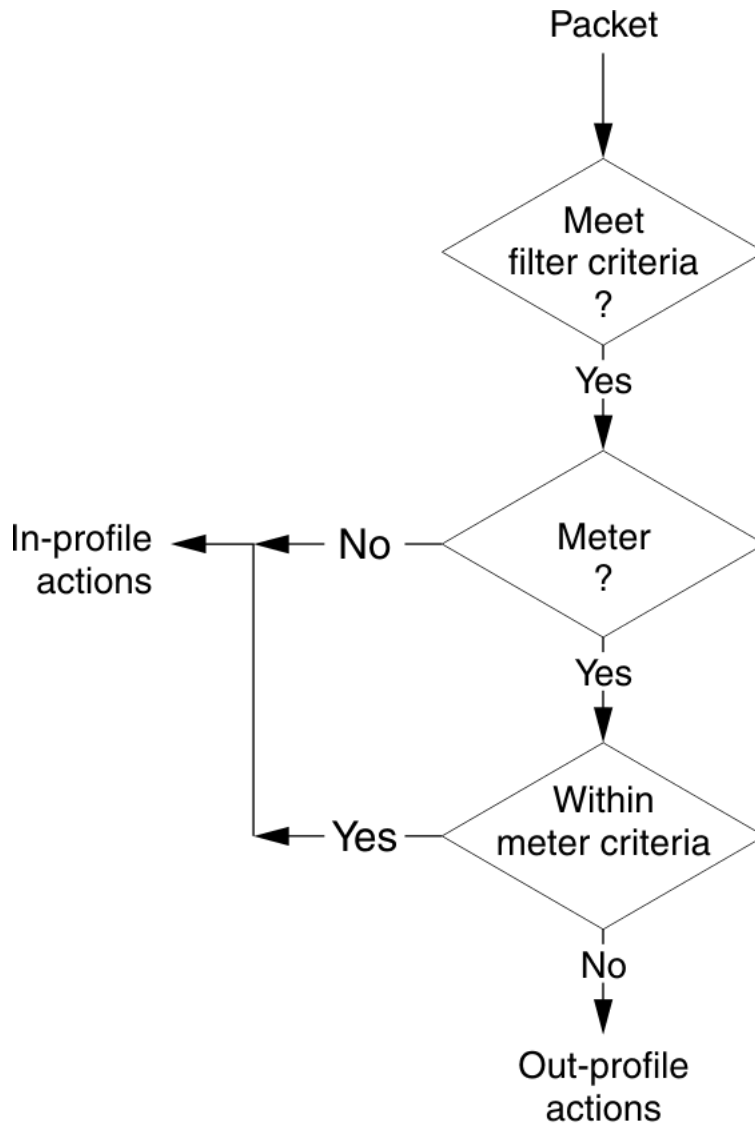 Packet
Meet
filter criteria
?
Yes
In-profile
actions
No
Meter
?
Yes
Yes
Within
meter criteria
No
Out-profile
actions